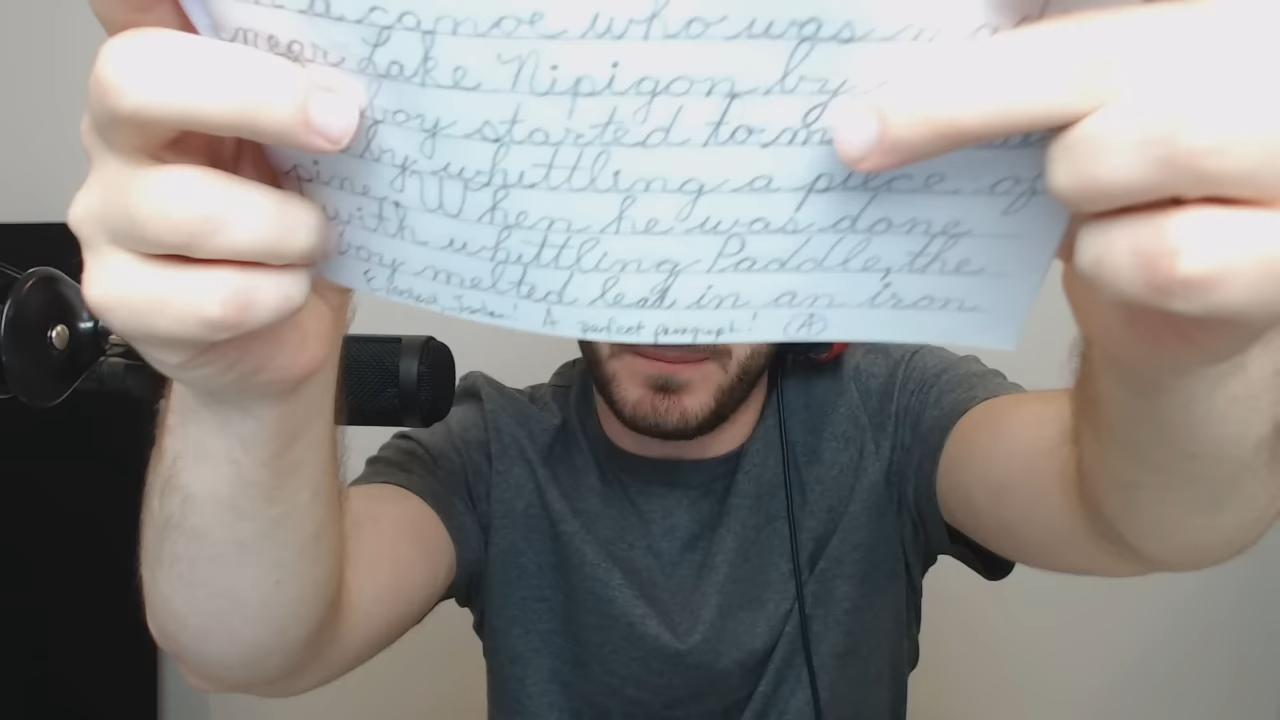 a canoe who was
near Lake Nipigon by
boy started to m
by whittling a piece of
pine When he was done
with whittling Paddle, the
boy melted lead in an iron
A perfect paragraph! (A)